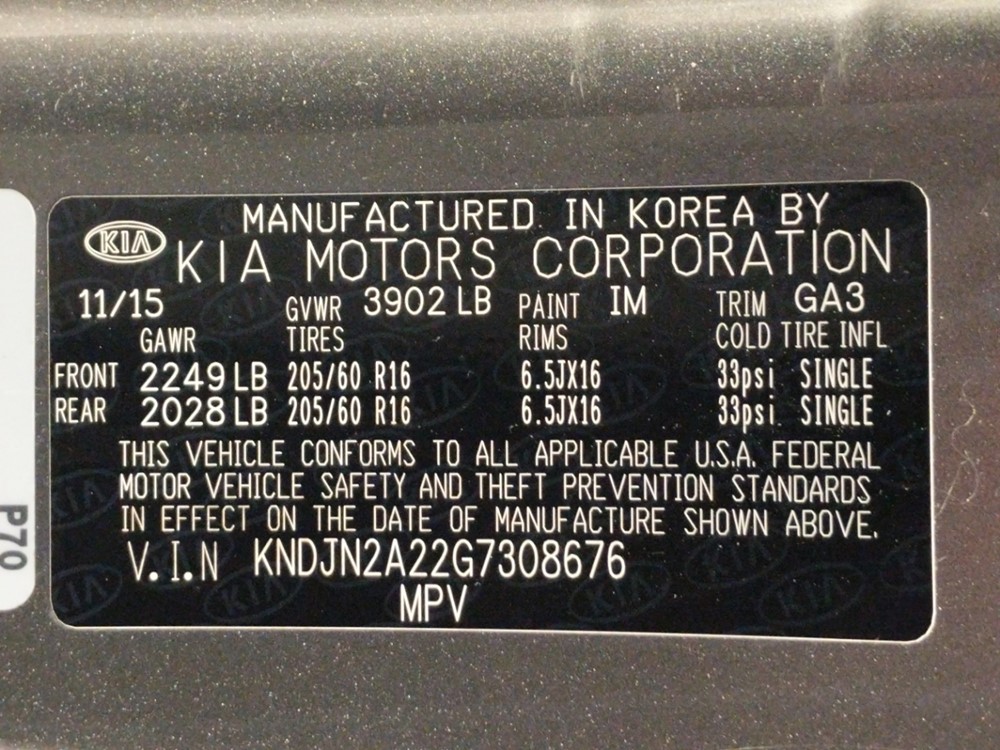 MANUFACTURED IN KOREA BY
KIA KIA MOTORS CORPORATION
11/15 GVWR 3902 LB PAINT IM TRIM GA3
GAWR TIRES RIMS COLD TIRE INFL
FRONT 2249 LB 205/60 R16 6.5JX16 33psi SINGLE
REAR 2028 LB 205/60 R16 6.5JX16 33psi SINGLE
THIS VEHICLE CONFORMS TO ALL APPLICABLE U.S.A. FEDERAL
MOTOR VEHICLE SAFETY AND THEFT PREVENTION STANDARDS
IN EFFECT ON THE DATE OF MANUFACTURE SHOWN ABOVE.
V.I.N KNDJN2A22G7308676
MPV
P70